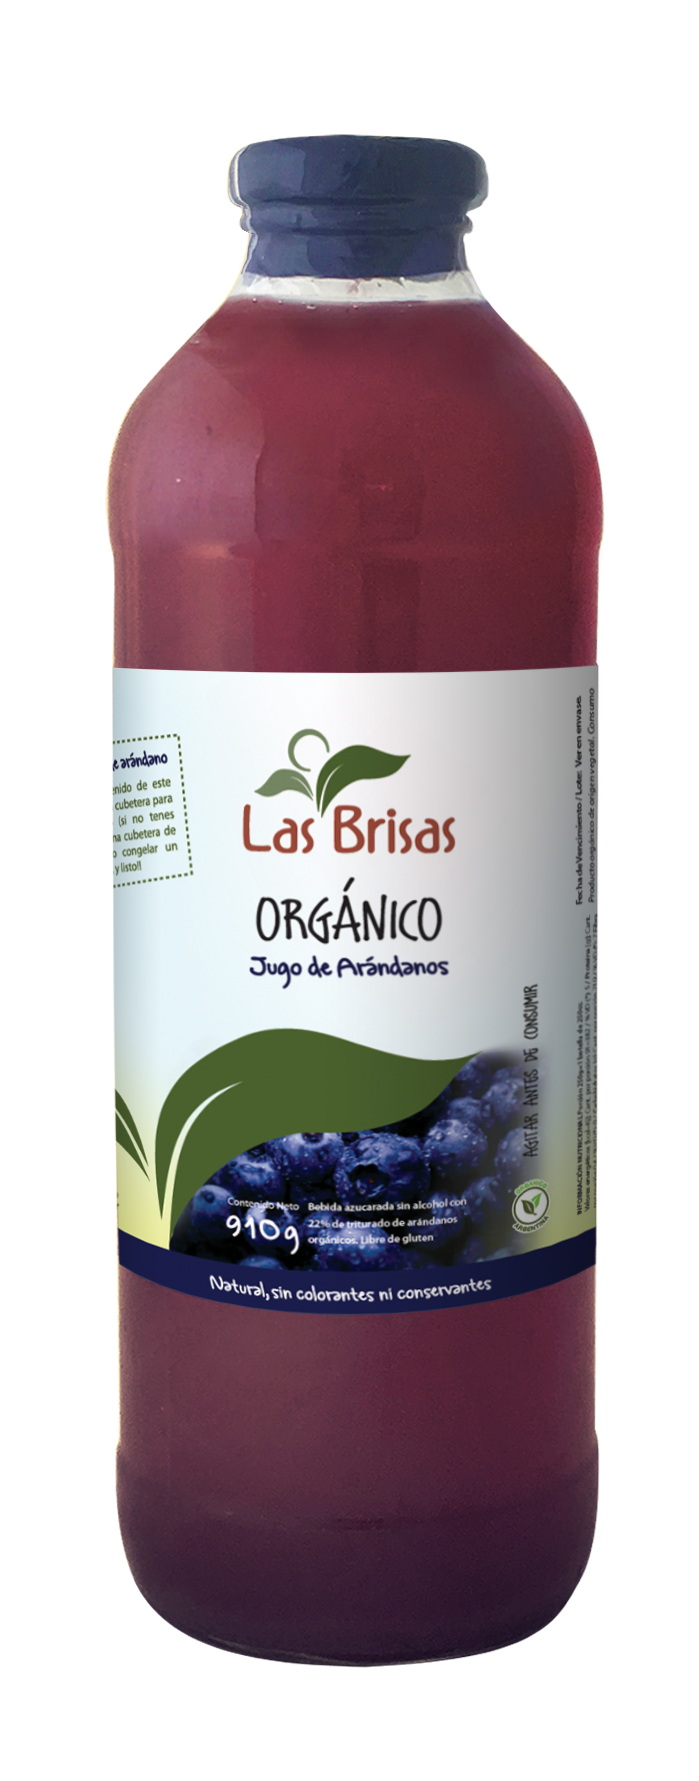 e arándano
enido de este
cubetera para
(si no tenes
na cubetera de
o congelar un
y listo!!
Las Brisas
ORGÁNICO
Jugo de Arándanos
AGITAR ANTES DE CONSUMIR
Fecha de Vencimiento / Lote: Ver en envase.
Producto orgánico de origen vegetal. Consumo
Contenido Neto
910g
Bebida azucarada sin alcohol con
22% de triturado de arándanos
orgánicos. Libre de gluten
ARGENTINA
Natural, sin colorantes ni conservantes